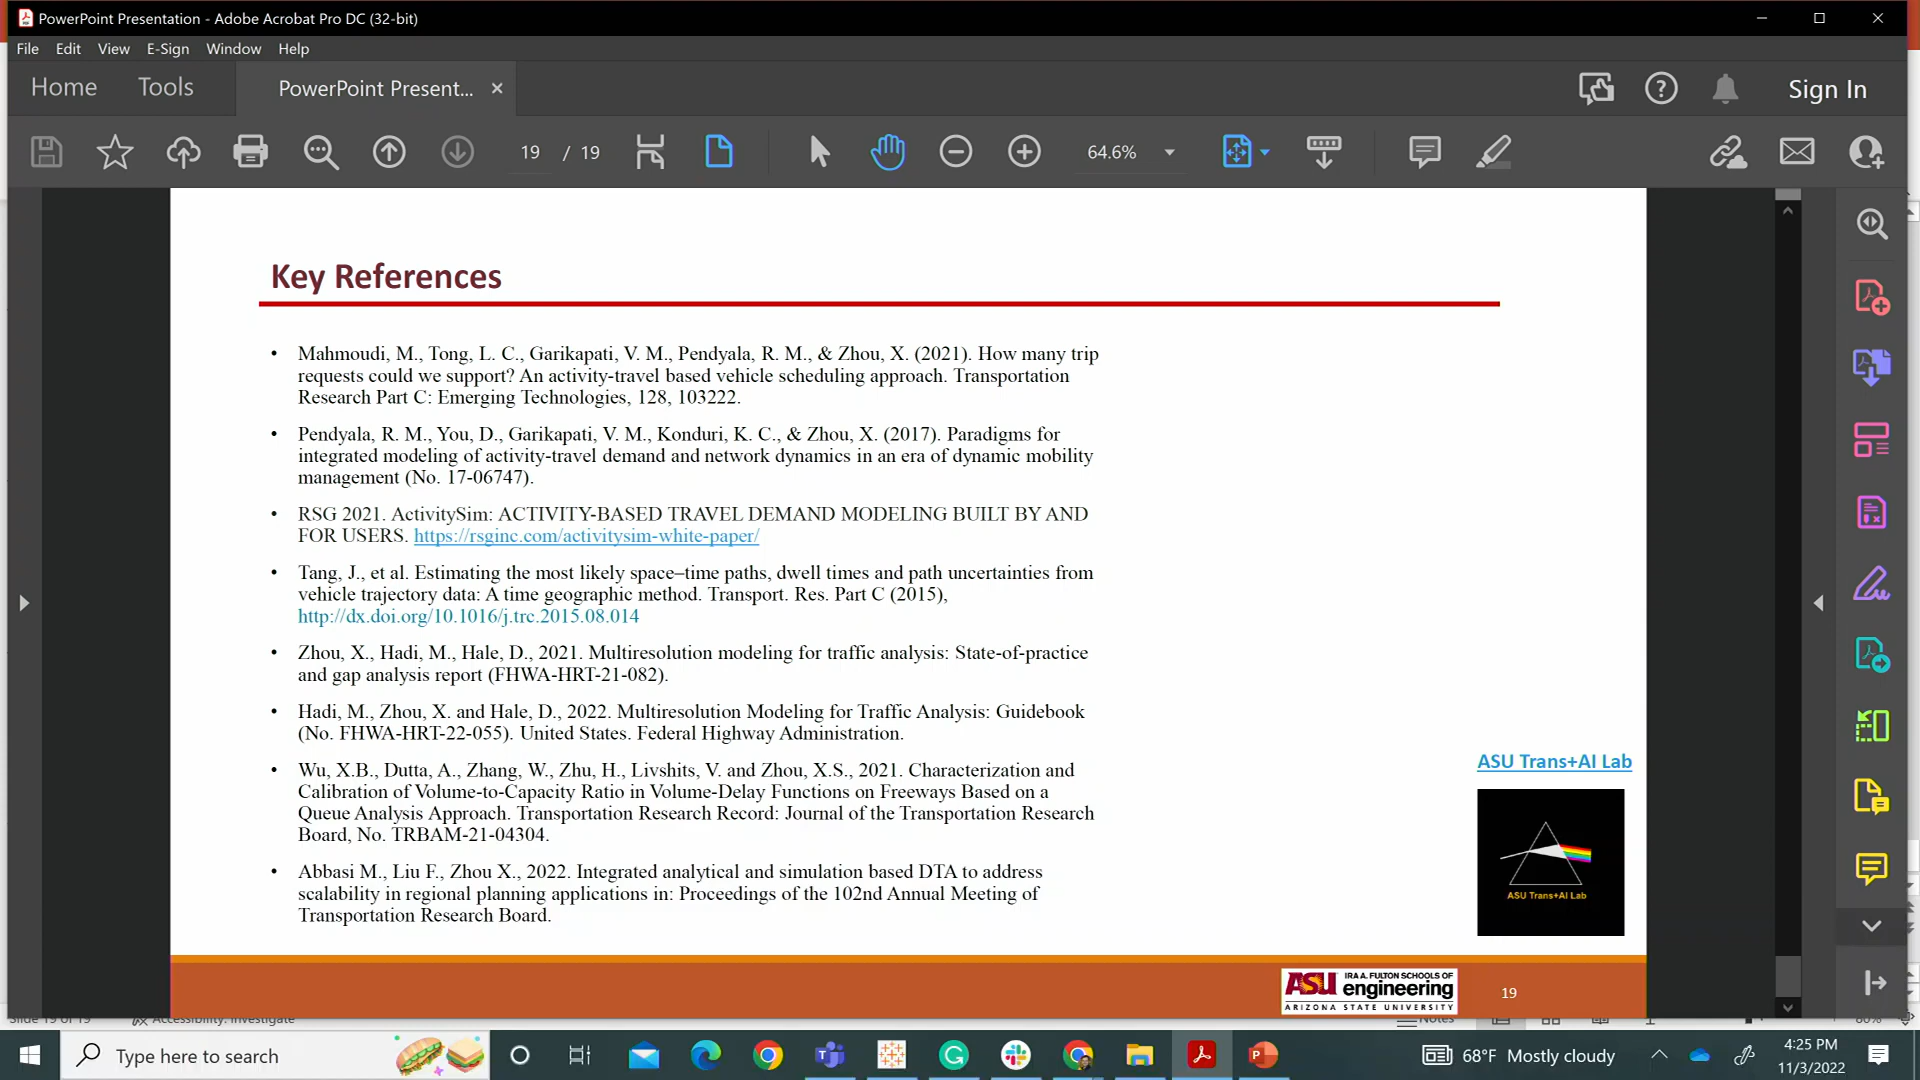 PowerPoint Presentation - Adobe Acrobat Pro DC (32-bit)
File Edit View E-Sign Window Help
Home Tools PowerPoint Present... × Sign In
19 / 19 64.6%
Key References
• Mahmoudi, M., Tong, L. C., Garikapati, V. M., Pendyala, R. M., & Zhou, X. (2021). How many trip
requests could we support? An activity-travel based vehicle scheduling approach. Transportation
Research Part C: Emerging Technologies, 128, 103222.
• Pendyala, R. M., You, D., Garikapati, V. M., Konduri, K. C., & Zhou, X. (2017). Paradigms for
integrated modeling of activity-travel demand and network dynamics in an era of dynamic mobility
management (No. 17-06747).
• RSG 2021. ActivitySim: ACTIVITY-BASED TRAVEL DEMAND MODELING BUILT BY AND
FOR USERS. https://rsginc.com/activitysim-white-paper/
• Tang, J., et al. Estimating the most likely space–time paths, dwell times and path uncertainties from
vehicle trajectory data: A time geographic method. Transport. Res. Part C (2015),
http://dx.doi.org/10.1016/j.trc.2015.08.014
• Zhou, X., Hadi, M., Hale, D., 2021. Multiresolution modeling for traffic analysis: State-of-practice
and gap analysis report (FHWA-HRT-21-082).
• Hadi, M., Zhou, X. and Hale, D., 2022. Multiresolution Modeling for Traffic Analysis: Guidebook
(No. FHWA-HRT-22-055). United States. Federal Highway Administration.
• Wu, X.B., Dutta, A., Zhang, W., Zhu, H., Livshits, V. and Zhou, X.S., 2021. Characterization and
Calibration of Volume-to-Capacity Ratio in Volume-Delay Functions on Freeways Based on a
Queue Analysis Approach. Transportation Research Record: Journal of the Transportation Research
Board, No. TRBAM-21-04304.
• Abbasi M., Liu F., Zhou X., 2022. Integrated analytical and simulation based DTA to address
scalability in regional planning applications in: Proceedings of the 102nd Annual Meeting of
Transportation Research Board.
ASU Trans+AI Lab
ASU Trans+AI Lab
ASU IRA A. FULTON SCHOOLS OF
engineering
ARIZONA STATE UNIVERSITY
19
Slide 19 of 19 Accessibility: Investigate Notes 80%
Type here to search
68°F Mostly cloudy
4:25 PM
11/3/2022